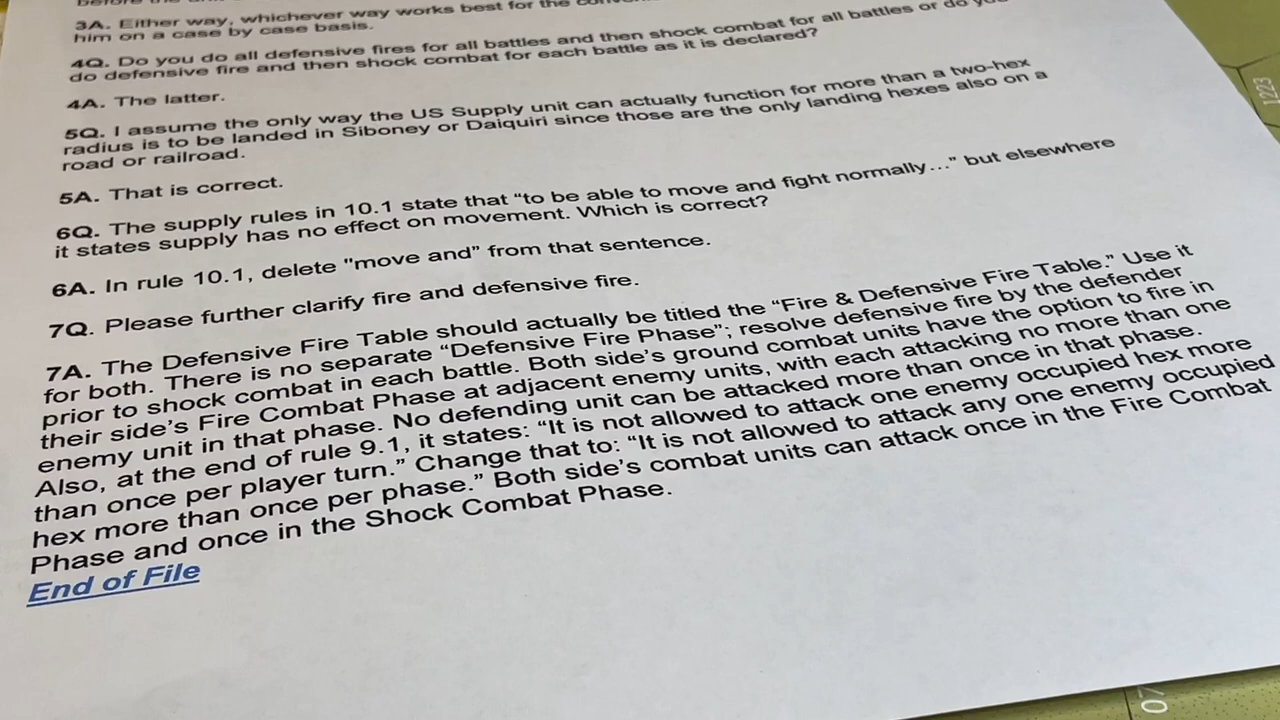 3A. Either way, whichever way works best for the
him on a case by case basis.
4Q. Do you do all defensive fires for all battles and then shock combat for all battles or do you
do defensive fire and then shock combat for each battle as it is declared?
4A. The latter.
5Q. I assume the only way the US Supply unit can actually function for more than a two-hex
radius is to be landed in Siboney or Daiquiri since those are the only landing hexes also on a
road or railroad.
5A. That is correct.
6Q. The supply rules in 10.1 state that “to be able to move and fight normally…” but elsewhere
it states supply has no effect on movement. Which is correct?
6A. In rule 10.1, delete "move and” from that sentence.
7Q. Please further clarify fire and defensive fire.
7A. The Defensive Fire Table should actually be titled the “Fire & Defensive Fire Table.” Use it
for both. There is no separate “Defensive Fire Phase”; resolve defensive fire by the defender
prior to shock combat in each battle. Both side’s ground combat units have the option to fire in
their side’s Fire Combat Phase at adjacent enemy units, with each attacking no more than one
enemy unit in that phase. No defending unit can be attacked more than once in that phase.
Also, at the end of rule 9.1, it states: “It is not allowed to attack one enemy occupied hex more
than once per player turn.” Change that to: “It is not allowed to attack any one enemy occupied
hex more than once per phase.” Both side’s combat units can attack once in the Fire Combat
Phase and once in the Shock Combat Phase.
End of File
1223
07